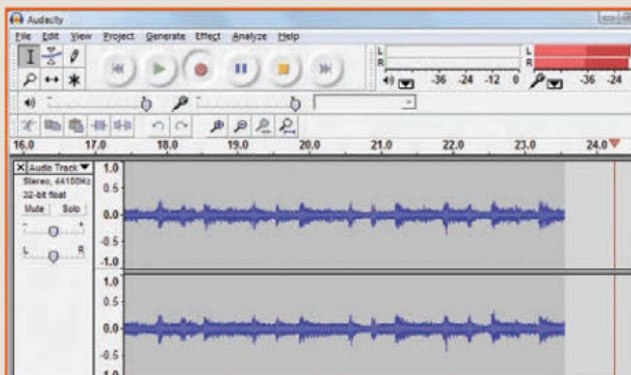 Audacity
File Edit View Project Generate Effect Analyze Help
L
R
-36 -24 -12 0
L
R
-36 -24
16.0 17.0 18.0 19.0 20.0 21.0 22.0 23.0 24.0
X Audio Track
Stereo, 44100Hz
32-bit float
Mute Solo
- +
L R
1.0
0.5
0.0
-0.5
-1.0
1.0
0.5
0.0
-0.5
-1.0